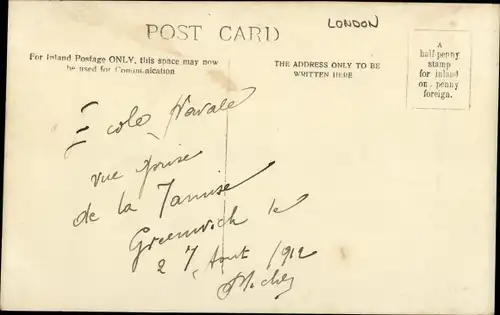 LONDON
POST CARD
For Inland Postage ONLY, this space may now
be used for Communication
THE ADDRESS ONLY TO BE
WRITTEN HERE
A
half-penny
stamp
for inland
on penny
foreign.
Ecole Navale
vue prise
de la Tamise
Greenwich le
27 Aout 1912